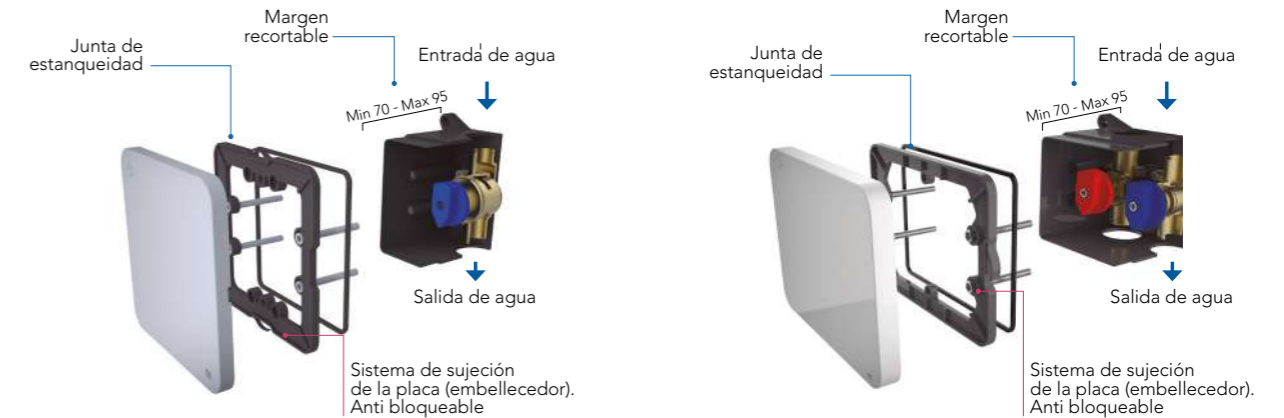 Margen
recortable
Junta de
estanqueidad
Entrada de agua
Min 70 - Max 95
Salida de agua
Sistema de sujeción
de la placa (embellecedor).
Anti bloqueable
Margen
recortable
Junta de
estanqueidad
Entrada de agua
Min 70 - Max 95
Salida de agua
Sistema de sujeción
de la placa (embellecedor).
Anti bloqueable